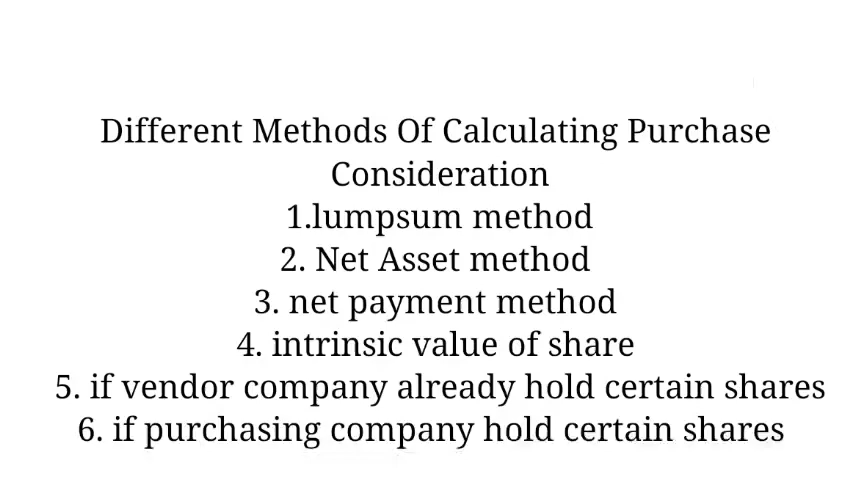 Different Methods Of Calculating Purchase
Consideration
1.lumpsum method
2. Net Asset method
3. net payment method
4. intrinsic value of share
5. if vendor company already hold certain shares
6. if purchasing company hold certain shares